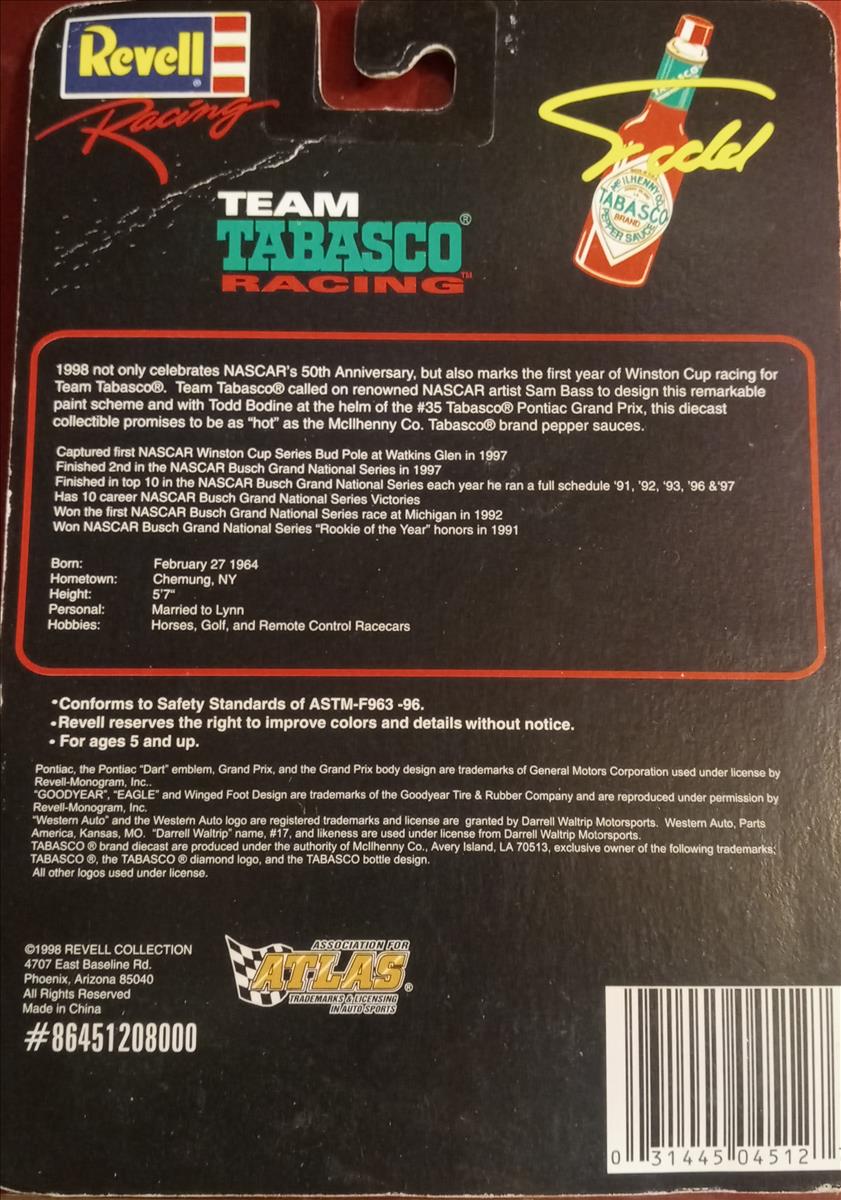 Revell®
Racing
TABASCO
Todd
McILHENNY CO.
TABASCO
BRAND
PEPPER SAUCE
TEAM
TABASCO®
RACING™
1998 not only celebrates NASCAR's 50th Anniversary, but also marks the first year of Winston Cup racing for
Team Tabasco®. Team Tabasco® called on renowned NASCAR artist Sam Bass to design this remarkable
paint scheme and with Todd Bodine at the helm of the #35 Tabasco® Pontiac Grand Prix, this diecast
collectible promises to be as "hot" as the McIlhenny Co. Tabasco® brand pepper sauces.
Captured first NASCAR Winston Cup Series Bud Pole at Watkins Glen in 1997
Finished 2nd in the NASCAR Busch Grand National Series in 1997
Finished in top 10 in the NASCAR Busch Grand National Series each year he ran a full schedule '91, '92, '93, '96 &'97
Has 10 career NASCAR Busch Grand National Series Victories
Won the first NASCAR Busch Grand National Series race at Michigan in 1992
Won NASCAR Busch Grand National Series "Rookie of the Year" honors in 1991
Born: February 27 1964
Hometown: Chemung, NY
Height: 5'7"
Personal: Married to Lynn
Hobbies: Horses, Golf, and Remote Control Racecars
•Conforms to Safety Standards of ASTM-F963 -96.
•Revell reserves the right to improve colors and details without notice.
• For ages 5 and up.
Pontiac, the Pontiac "Dart" emblem, Grand Prix, and the Grand Prix body design are trademarks of General Motors Corporation used under license by
Revell-Monogram, Inc..
"GOODYEAR", "EAGLE" and Winged Foot Design are trademarks of the Goodyear Tire & Rubber Company and are reproduced under permission by
Revell-Monogram, Inc.
"Western Auto" and the Western Auto logo are registered trademarks and license are granted by Darrell Waltrip Motorsports. Western Auto, Parts
America, Kansas, MO. "Darrell Waltrip" name, #17, and likeness are used under license from Darrell Waltrip Motorsports.
TABASCO ® brand diecast are produced under the authority of McIlhenny Co., Avery Island, LA 70513, exclusive owner of the following trademarks;
TABASCO ®, the TABASCO ® diamond logo, and the TABASCO bottle design.
All other logos used under license.
©1998 REVELL COLLECTION
4707 East Baseline Rd.
Phoenix, Arizona 85040
All Rights Reserved
Made in China
#86451208000
ASSOCIATION FOR
ATLAS®
TRADEMARKS & LICENSING
IN AUTO SPORTS
0 31445 04512